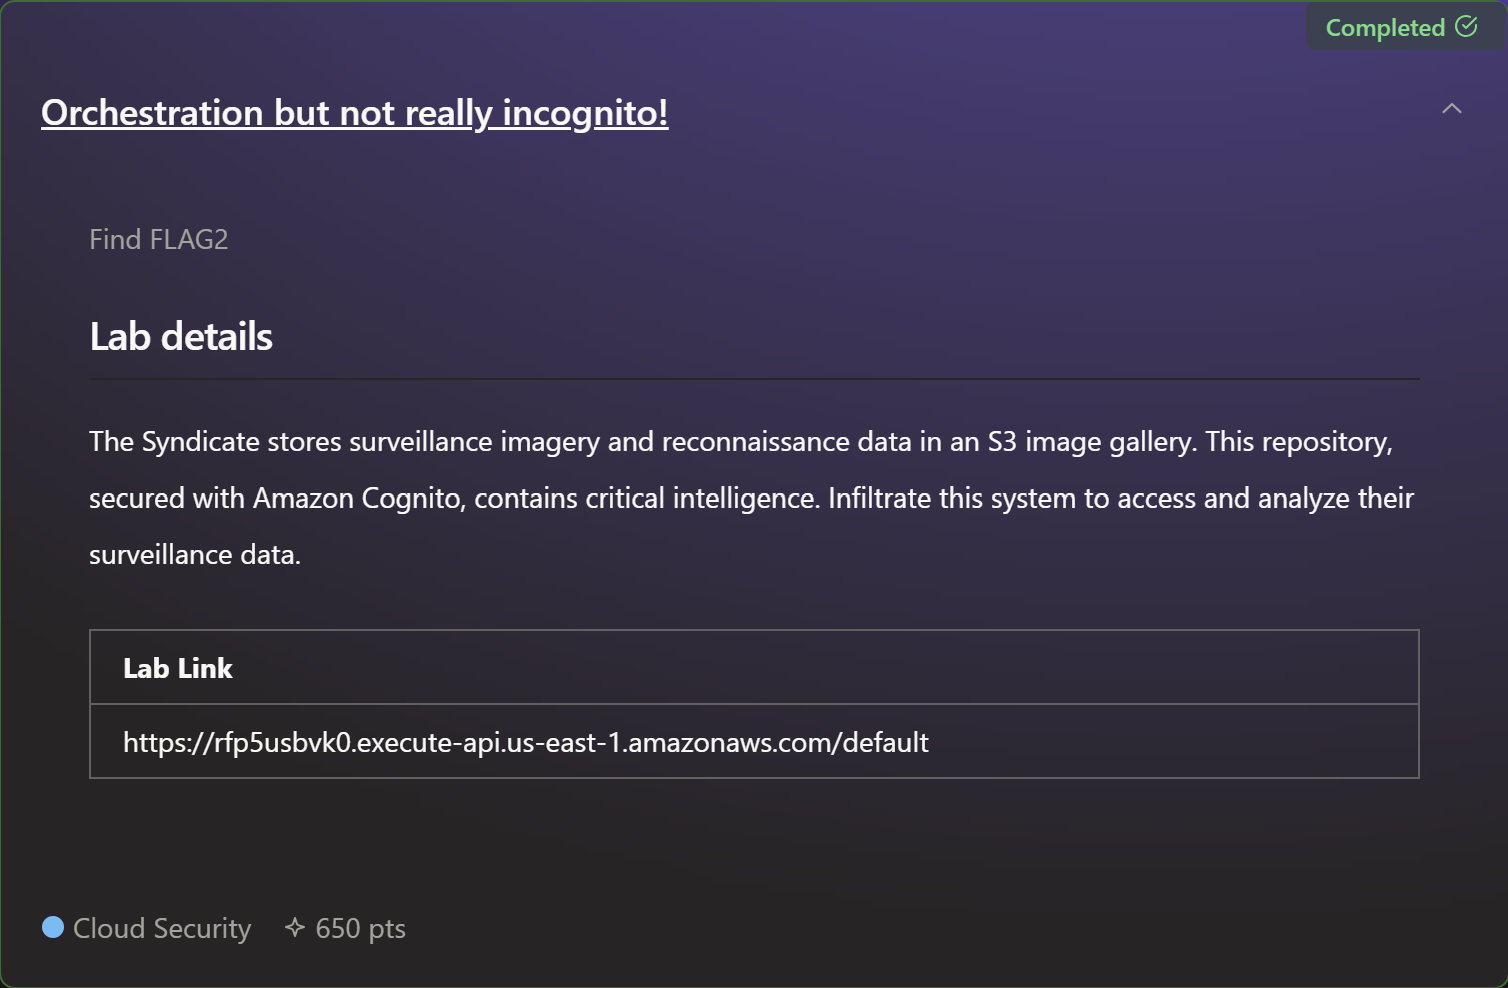 Completed
Orchestration but not really incognito!
Find FLAG2
Lab details
The Syndicate stores surveillance imagery and reconnaissance data in an S3 image gallery. This repository,
secured with Amazon Cognito, contains critical intelligence. Infiltrate this system to access and analyze their
surveillance data.
Lab Link
https://rfp5usbvk0.execute-api.us-east-1.amazonaws.com/default
Cloud Security 650 pts